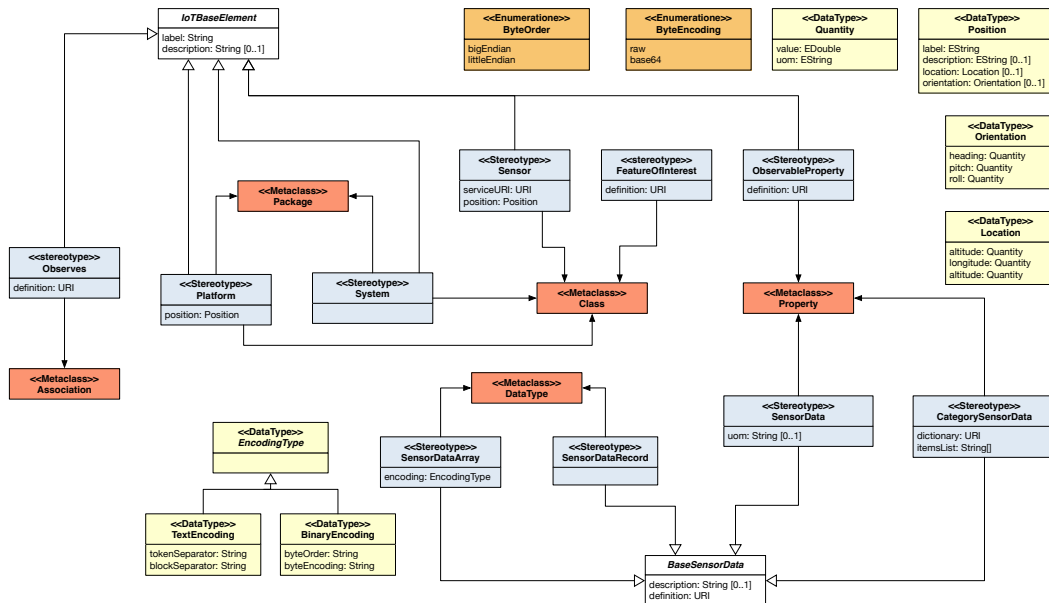 IoTBaseElement
label: String
description: String [0..1]
<<Enumeratione>>
ByteOrder
bigEndian
littleEndian
<<Enumeratione>>
ByteEncoding
raw
base64
<<DataType>>
Quantity
value: EDouble
uom: EString
<<DataType>>
Position
label: EString
description: EString [0..1]
location: Location [0..1]
orientation: Orientation [0..1]
<<DataType>>
Orientation
heading: Quantity
pitch: Quantity
roll: Quantity
<<Stereotype>>
Sensor
serviceURI: URI
position: Position
<<stereotype>>
FeatureOfInterest
definition: URI
<<Stereotype>>
ObservableProperty
definition: URI
<<Metaclass>>
Package
<<DataType>>
Location
altitude: Quantity
longitude: Quantity
altitude: Quantity
<<stereotype>>
Observes
definition: URI
<<Stereotype>>
Platform
position: Position
<<Stereotype>>
System
<<Metaclass>>
Class
<<Metaclass>>
Property
<<Metaclass>>
Association
<<Metaclass>>
DataType
<<Stereotype>>
SensorData
uom: String [0..1]
<<Stereotype>>
CategorySensorData
dictionary: URI
itemsList: String[]
<<DataType>>
EncodingType
<<Stereotype>>
SensorDataArray
encoding: EncodingType
<<Stereotype>>
SensorDataRecord
<<DataType>>
TextEncoding
tokenSeparator: String
blockSeparator: String
<<DataType>>
BinaryEncoding
byteOrder: String
byteEncoding: String
BaseSensorData
description: String [0..1]
definition: URI